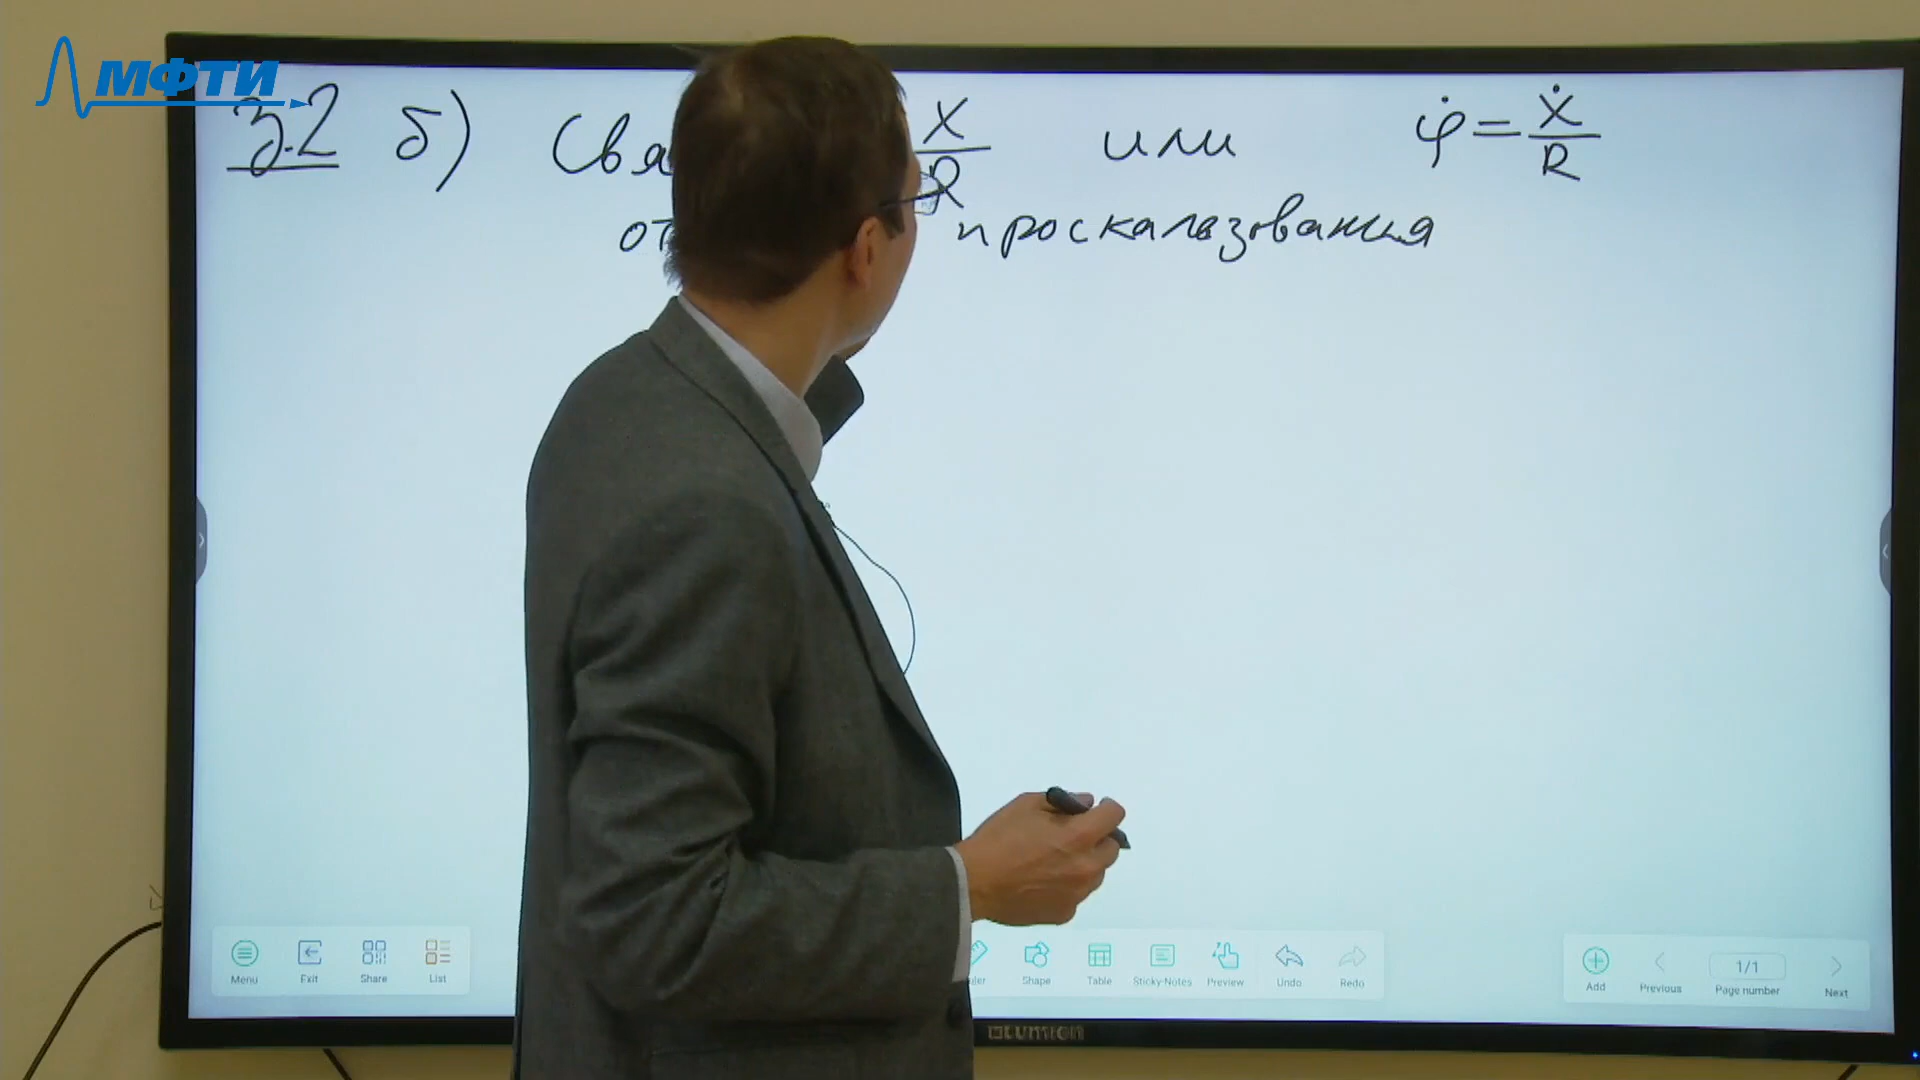 МФТИ
3.2 б) Свя X/R или φ̇ = ẋ/R
от проскальзования
Menu Exit Share List Shape Table Sticky-Notes Preview Undo Redo Add Previous 1/1 Page number Next
LUMION